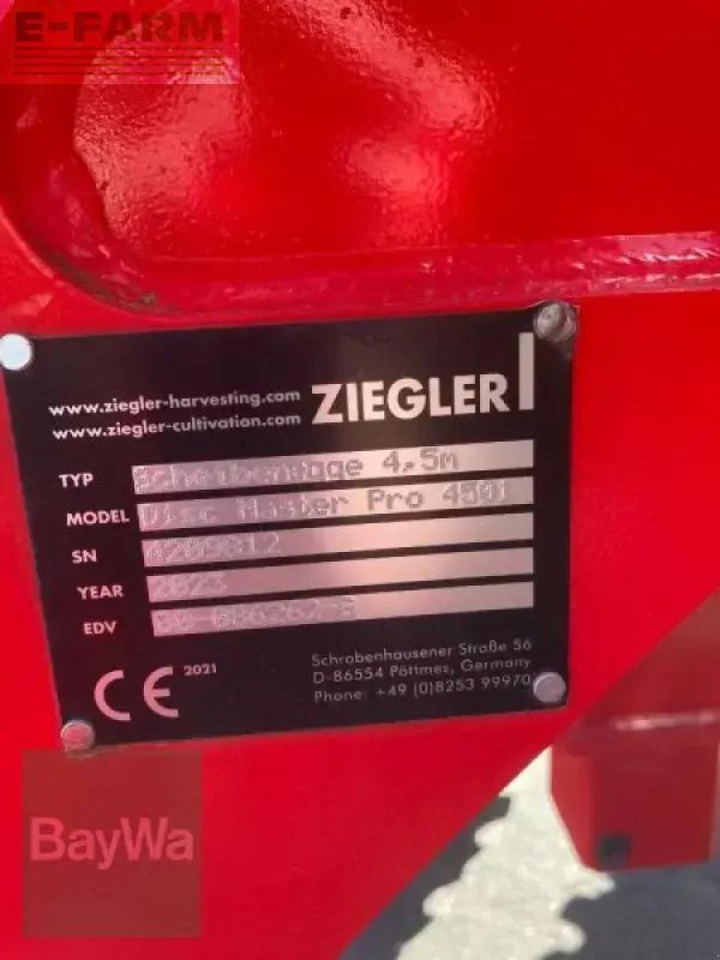 E-FARM
www.ziegler-harvesting.com
www.ziegler-cultivation.com
ZIEGLER
TYP Scheibenegge 4,5m
MODEL Disc Master Pro 4501
SN
YEAR 2023
EDV
CE 2021
Schrobenhausener Straße 56
D-86554 Pöttmes, Germany
Phone: +49 (0)8253 99970
BayWa